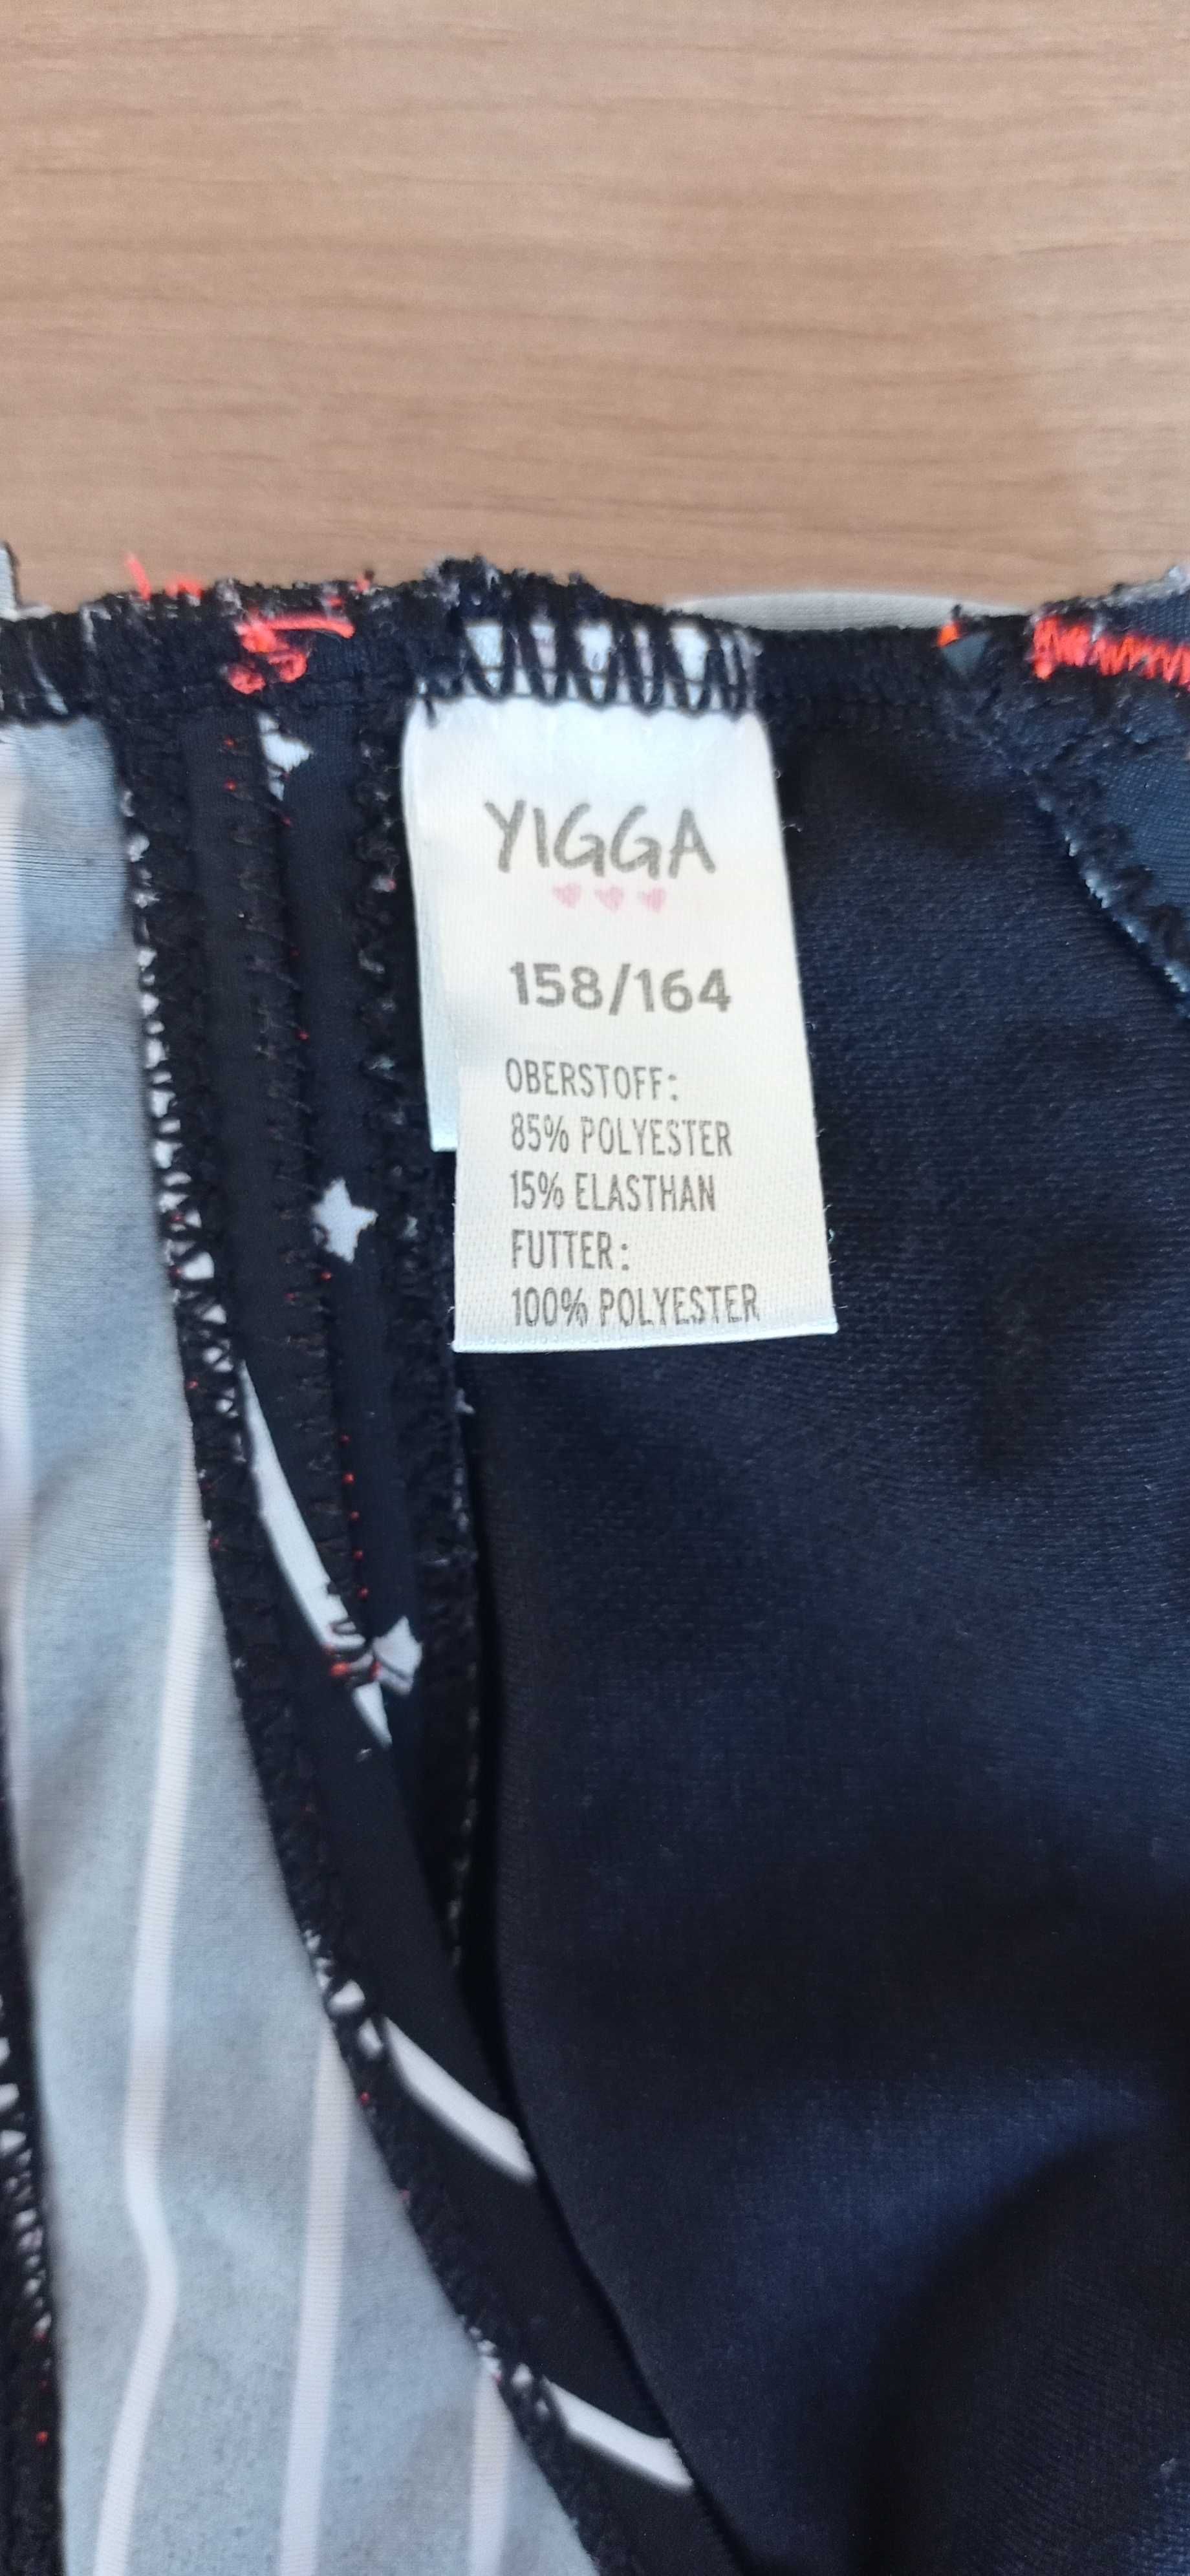 YIGGA
158/164
OBERSTOFF:
85% POLYESTER
15% ELASTHAN
FUTTER:
100% POLYESTER